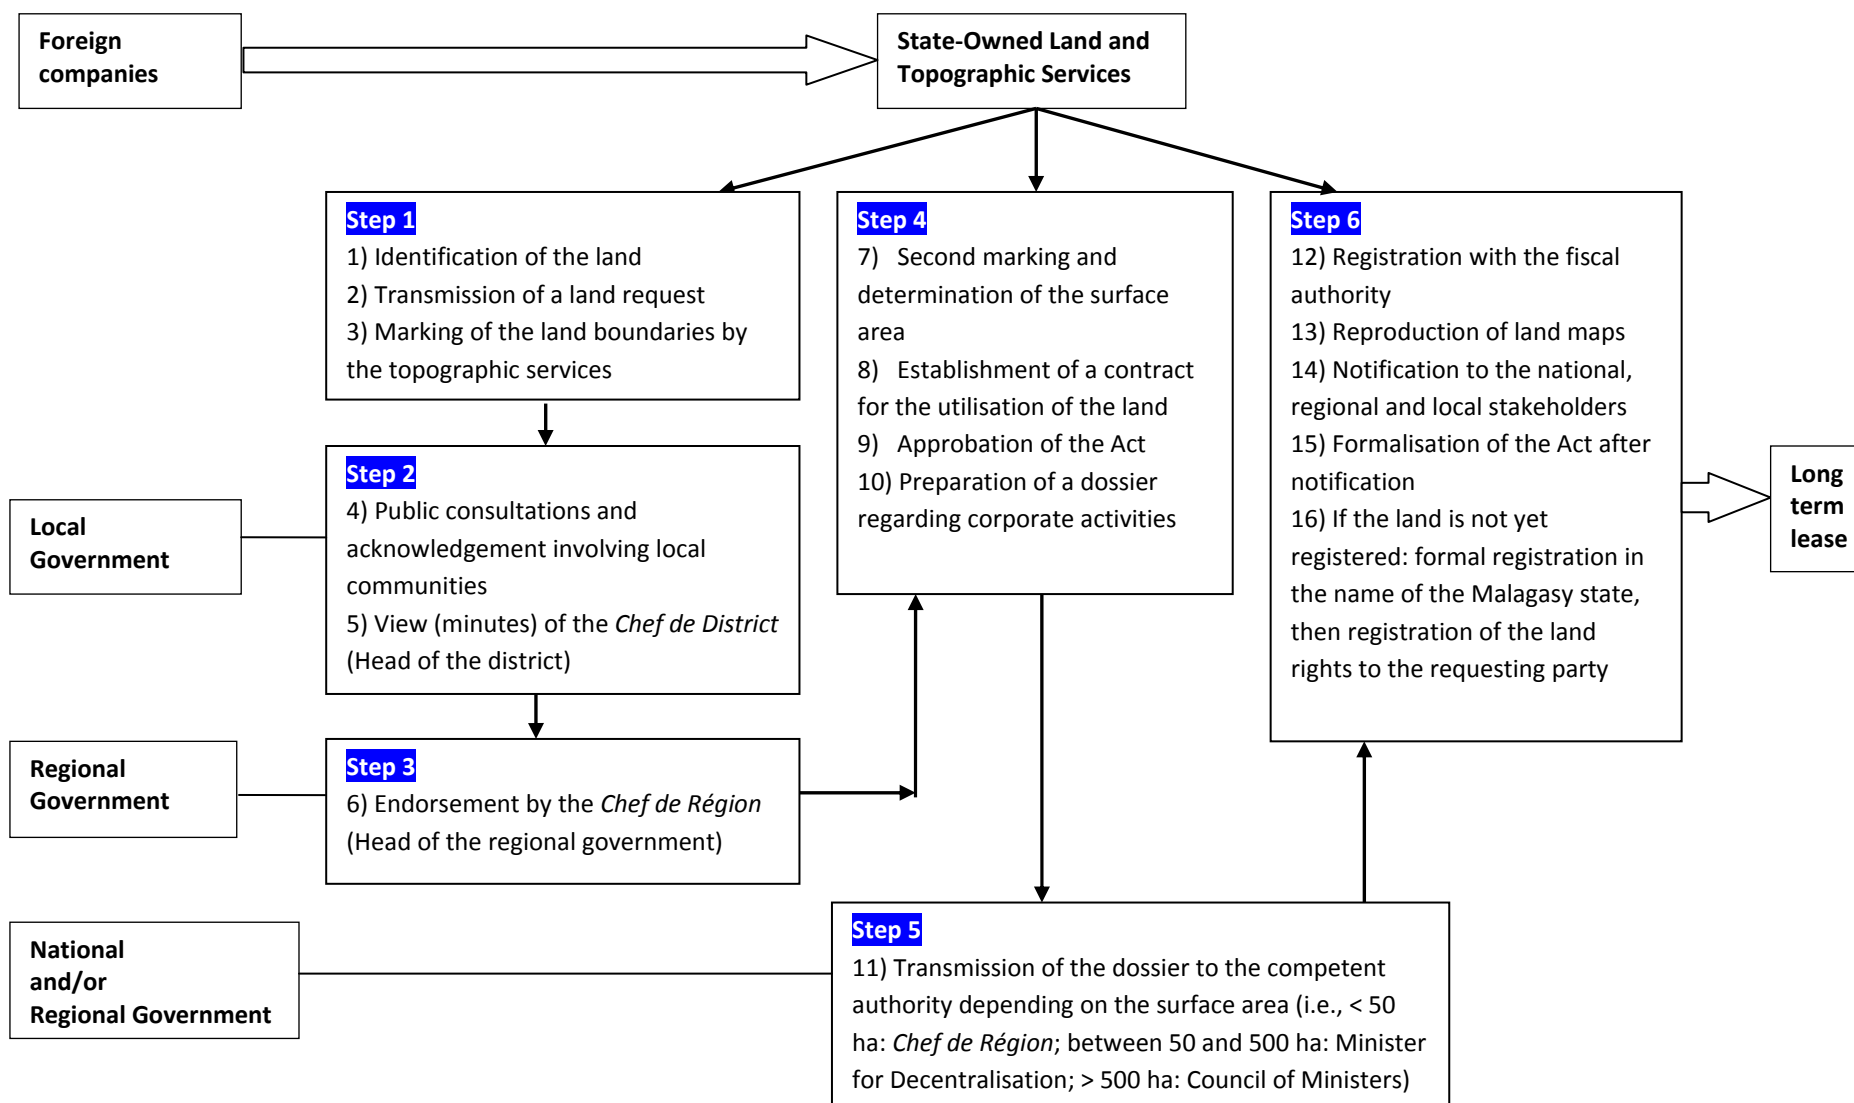 Foreign
companies
State-Owned Land and
Topographic Services
Step 1
1) Identification of the land
2) Transmission of a land request
3) Marking of the land boundaries by
the topographic services
Step 4
7) Second marking and
determination of the surface
area
8) Establishment of a contract
for the utilisation of the land
9) Approbation of the Act
10) Preparation of a dossier
regarding corporate activities
Step 6
12) Registration with the fiscal
authority
13) Reproduction of land maps
14) Notification to the national,
regional and local stakeholders
15) Formalisation of the Act after
notification
16) If the land is not yet
registered: formal registration in
the name of the Malagasy state,
then registration of the land
rights to the requesting party
Long
term
lease
Local
Government
Step 2
4) Public consultations and
acknowledgement involving local
communities
5) View (minutes) of the Chef de District
(Head of the district)
Regional
Government
Step 3
6) Endorsement by the Chef de Région
(Head of the regional government)
National
and/or
Regional Government
Step 5
11) Transmission of the dossier to the competent
authority depending on the surface area (i.e., < 50
ha: Chef de Région; between 50 and 500 ha: Minister
for Decentralisation; > 500 ha: Council of Ministers)